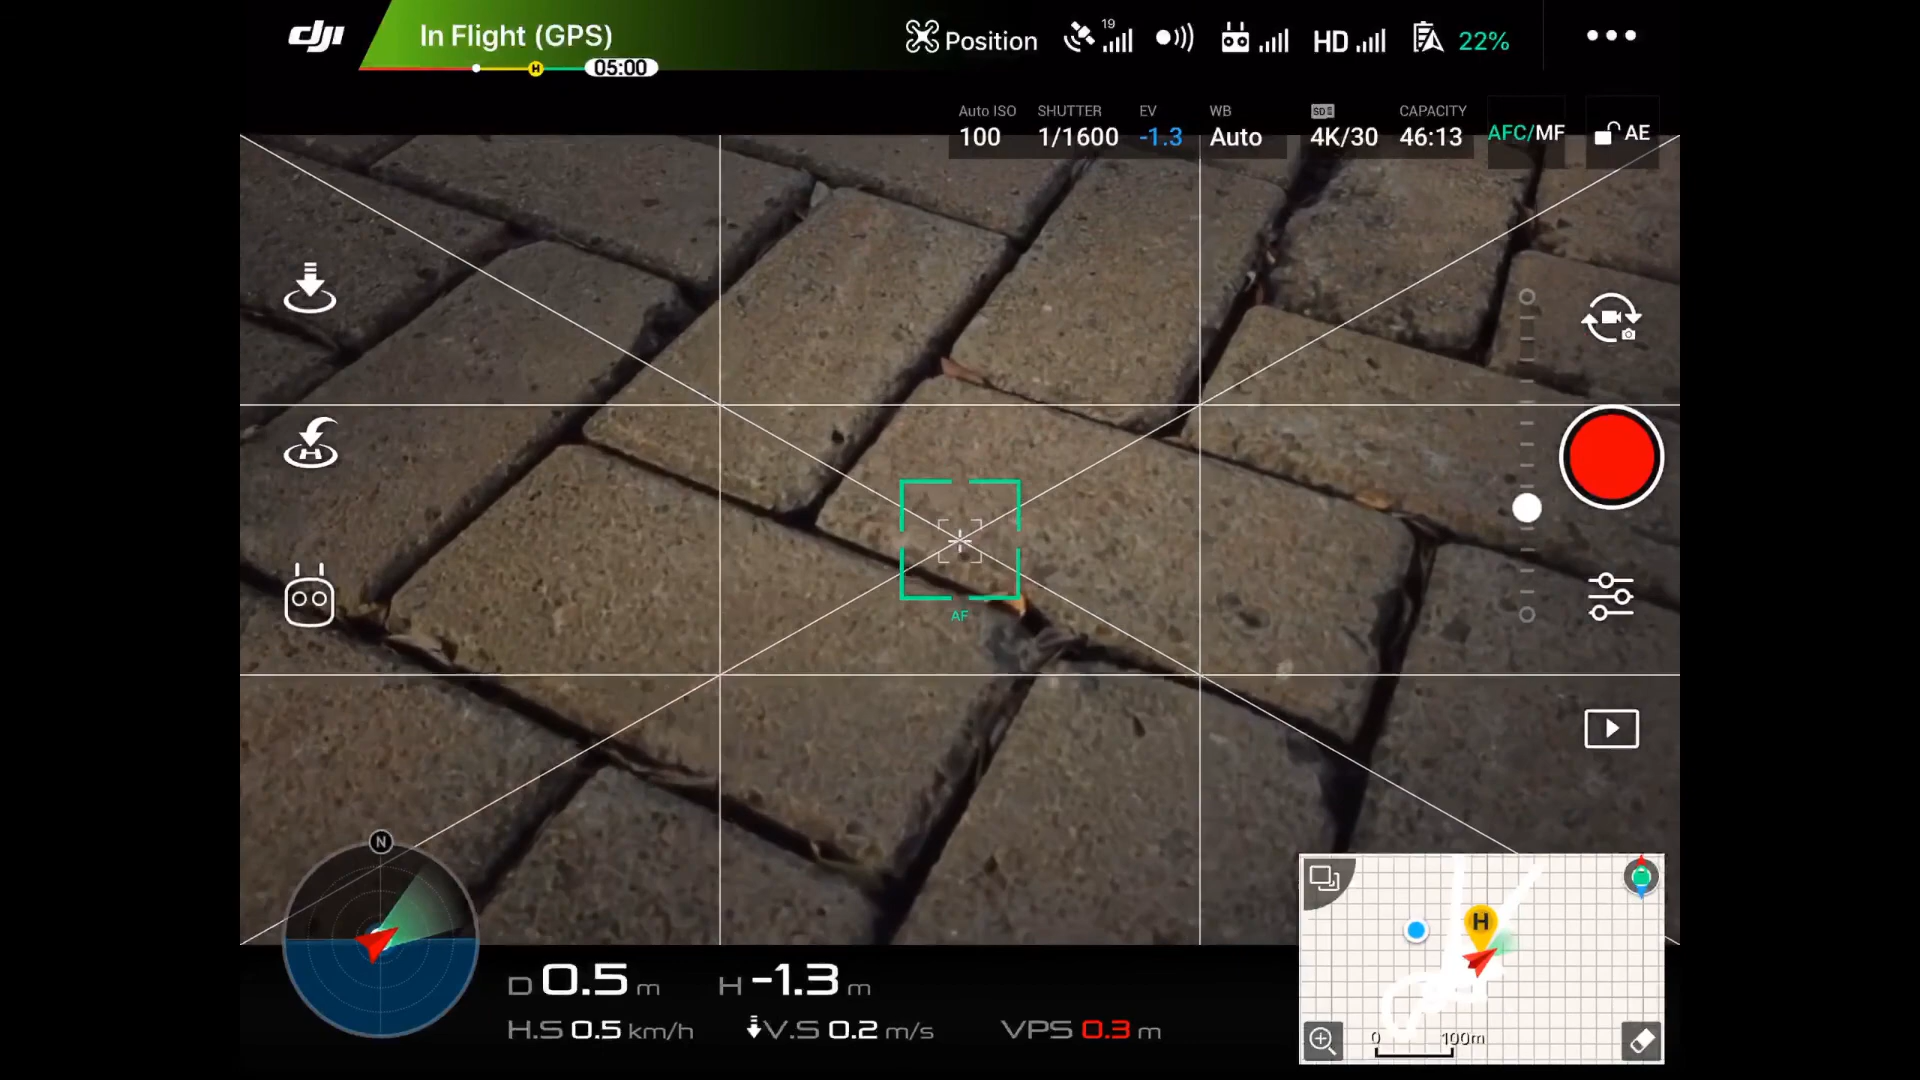 dji
In Flight (GPS)
Position
19
HD
22%
H
05:00
Auto ISO
100
SHUTTER
1/1600
EV
-1.3
WB
Auto
SD
4K/30
CAPACITY
46:13
AFC/MF
AE
H
AF
N
D 0.5 m
H -1.3 m
H.S 0.5 km/h
V.S 0.2 m/s
VPS 0.3 m
H
0 100m